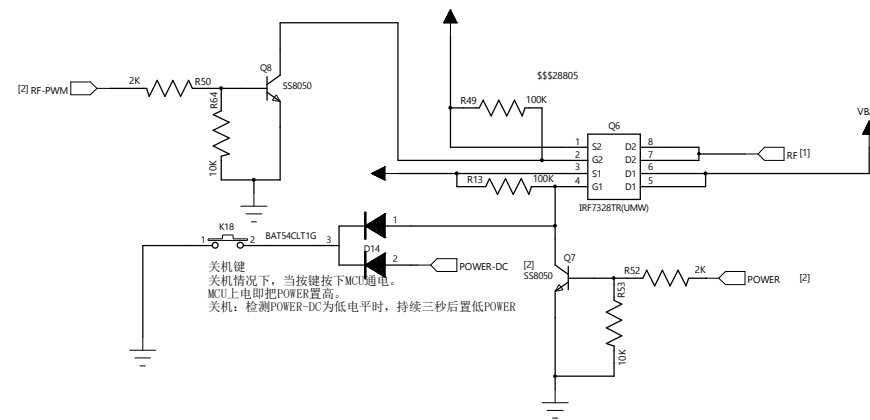 Q8
SS8050
$$$28805
[2] RF-PWM
2K
R50
R64
10K
R49
100K
Q6
VBA
1
S2
D2
8
2
G2
D2
7
3
S1
D1
6
4
G1
D1
5
RF [1]
R13
100K
IRF7328TR(UMW)
K18
1
2
BAT54CLT1G
3
1
D14
2
POWER-DC
[2]
SS8050
Q7
R52
2K
POWER
[2]
R53
10K
关机键
关机情况下，当按键按下MCU通电。
MCU上电即把POWER置高。
关机：检测POWER-DC为低电平时，持续三秒后置低POWER